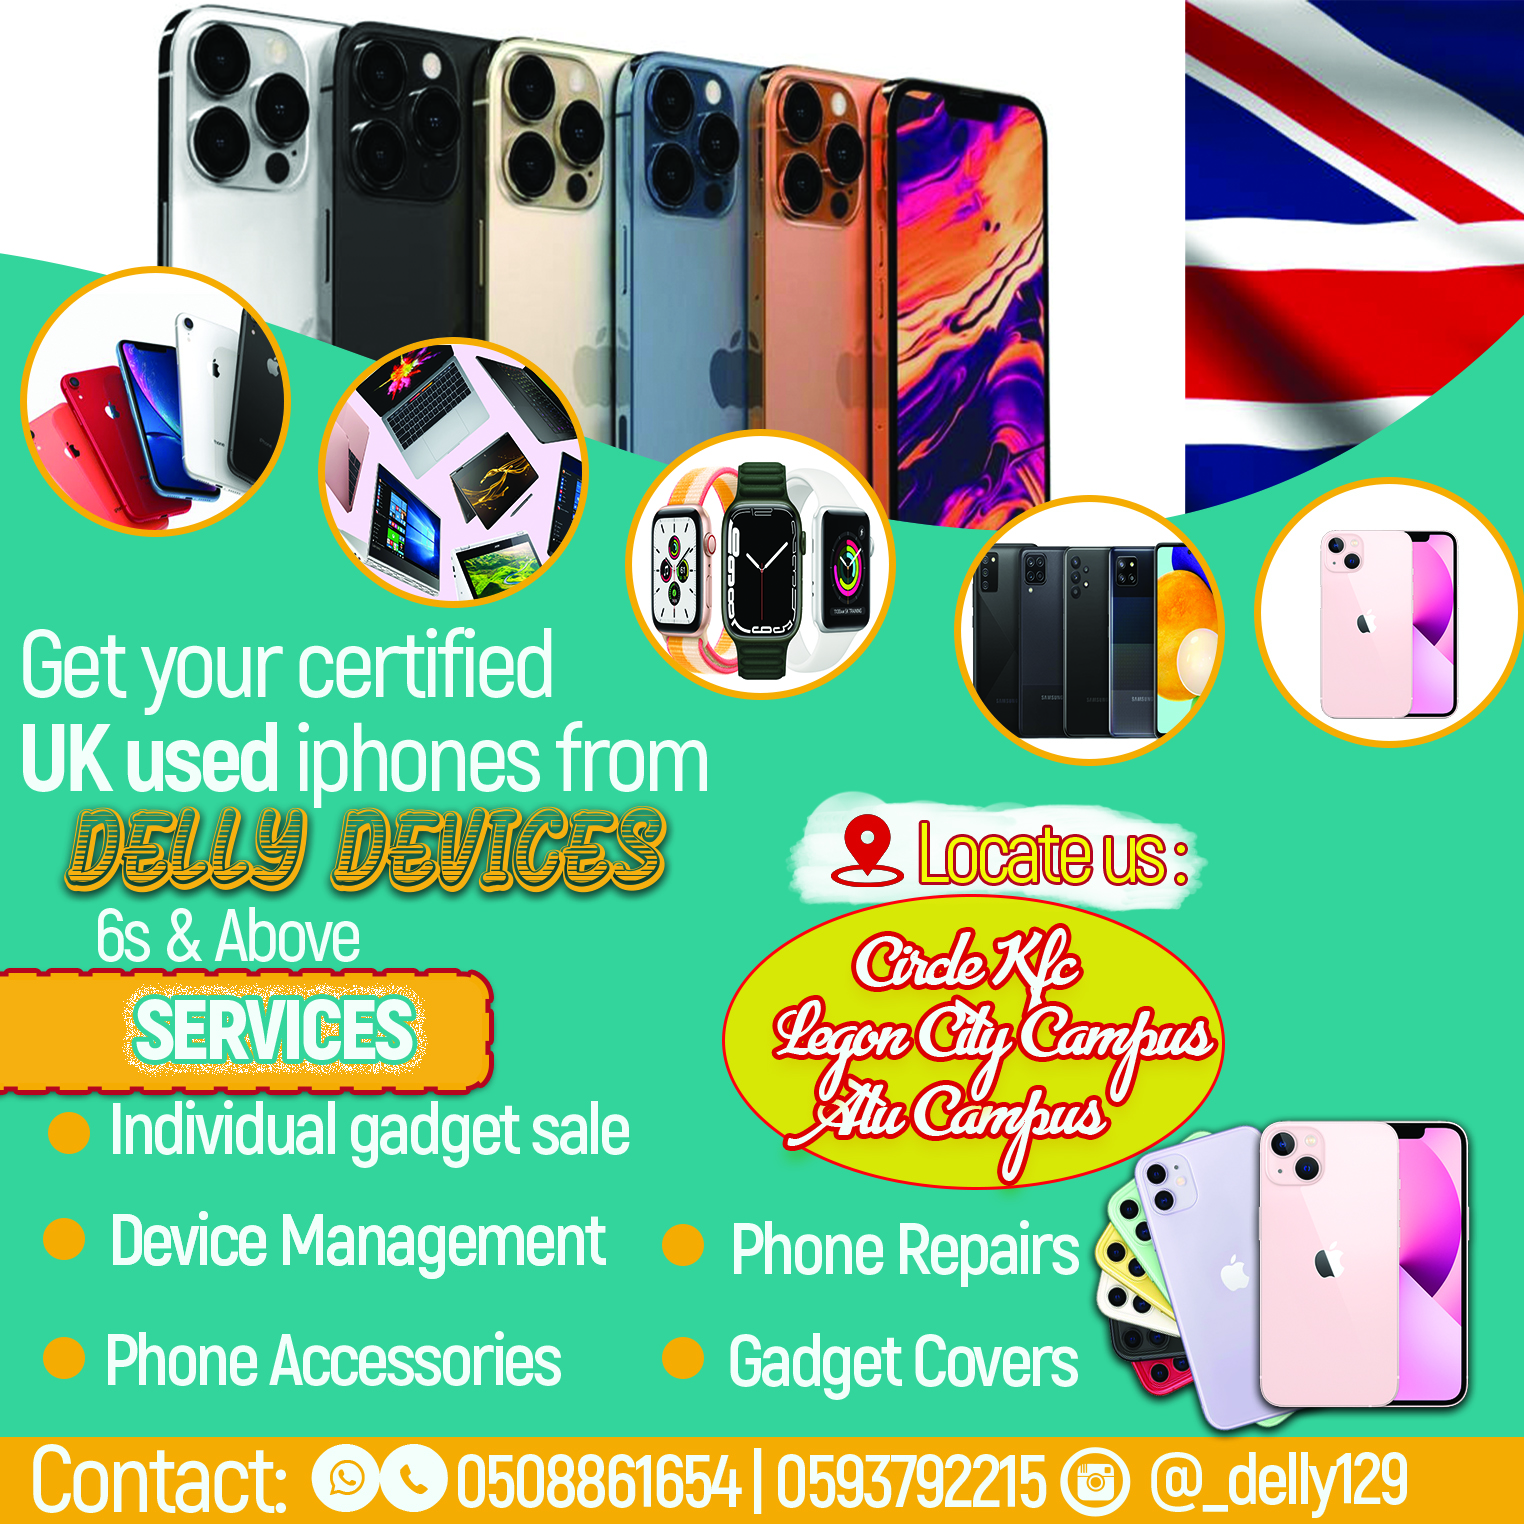 Get your certified
UK used iphones from
DELLY DEVICES
6s & Above
Locate us :
Circle Kfc
Legon City Campus
Atu Campus
SERVICES
Individual gadget sale
Device Management
Phone Repairs
Phone Accessories
Gadget Covers
Contact: 0508861654 | 0593792215 @_delly129